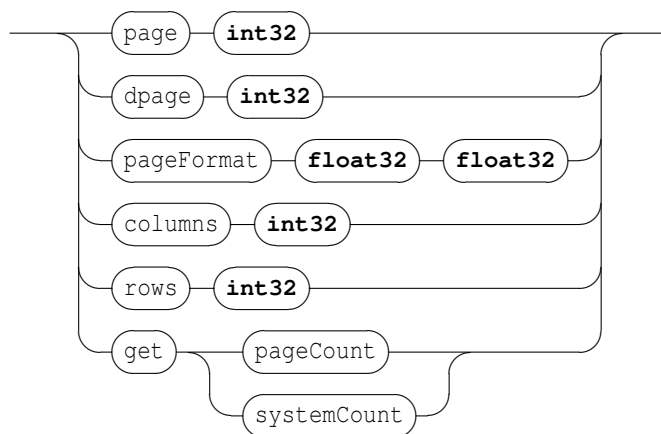 page int32
dpage int32
pageFormat float32 float32
columns int32
rows int32
get pageCount
systemCount